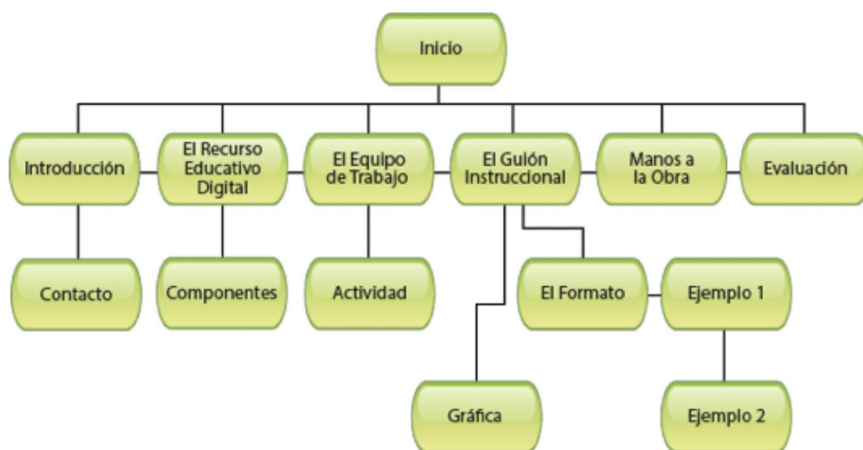 Inicio
Introducción
El Recurso
Educativo
Digital
El Equipo
de Trabajo
El Guión
Instruccional
Manos a
la Obra
Evaluación
Contacto
Componentes
Actividad
El Formato
Ejemplo 1
Gráfica
Ejemplo 2